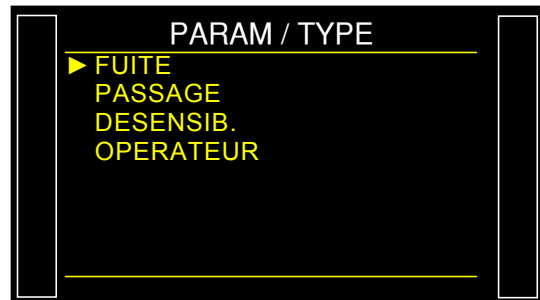 PARAM / TYPE
► FUITE
PASSAGE
DESENSIB.
OPERATEUR